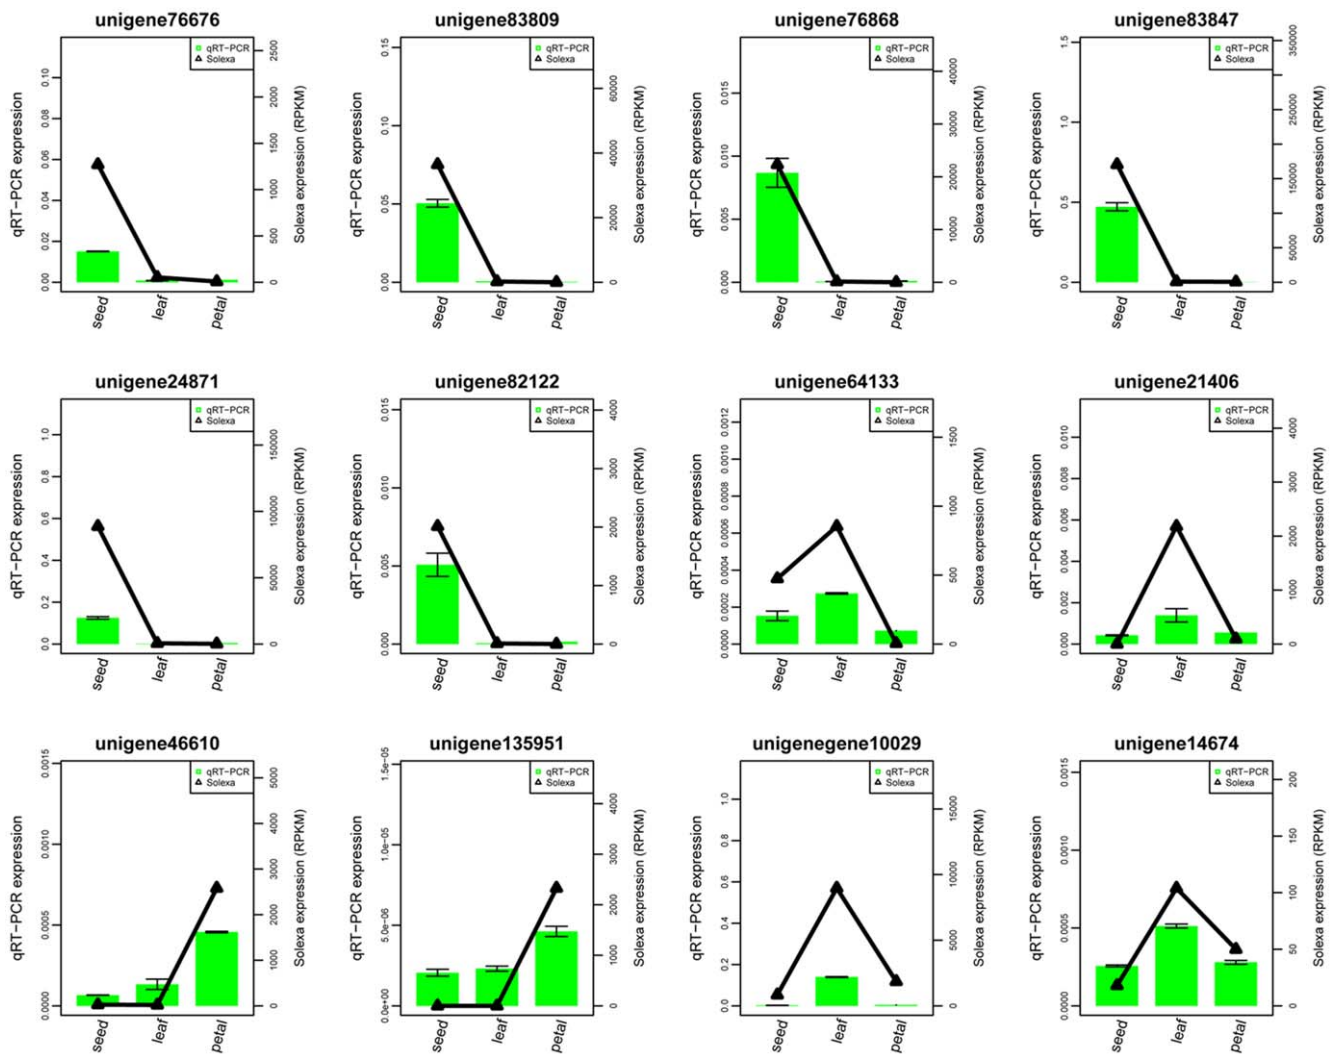 unigene76676
qRT-PCR
Solexa
qRT−PCR expression
0.00 0.02 0.04 0.06 0.08 0.10
Solexa expression (RPKM)
0 500 1000 1500 2000 2500
seed leaf petal
unigene83809
qRT-PCR
Solexa
qRT−PCR expression
0.00 0.05 0.10 0.15
Solexa expression (RPKM)
0 20000 40000 60000
seed leaf petal
unigene76868
qRT-PCR
Solexa
qRT−PCR expression
0.000 0.005 0.010 0.015
Solexa expression (RPKM)
0 10000 20000 30000 40000
seed leaf petal
unigene83847
qRT-PCR
Solexa
qRT−PCR expression
0.0 0.5 1.0 1.5
Solexa expression (RPKM)
0 50000 150000 250000 350000
seed leaf petal
unigene24871
qRT-PCR
Solexa
qRT−PCR expression
0.0 0.2 0.4 0.6 0.8 1.0
Solexa expression (RPKM)
0 50000 100000 150000
seed leaf petal
unigene82122
qRT-PCR
Solexa
qRT−PCR expression
0.000 0.005 0.010 0.015
Solexa expression (RPKM)
0 1000 2000 3000 4000
seed leaf petal
unigene64133
qRT-PCR
Solexa
qRT−PCR expression
0.0000 0.0002 0.0004 0.0006 0.0008 0.0010 0.0012
Solexa expression (RPKM)
0 500 1000 1500
seed leaf petal
unigene21406
qRT-PCR
Solexa
qRT−PCR expression
0.000 0.002 0.004 0.006 0.008 0.010
Solexa expression (RPKM)
0 1000 2000 3000 4000
seed leaf petal
unigene46610
qRT-PCR
Solexa
qRT−PCR expression
0.0000 0.0005 0.0010 0.0015
Solexa expression (RPKM)
0 1000 2000 3000 4000 5000
seed leaf petal
unigene135951
qRT-PCR
Solexa
qRT−PCR expression
0.0e+00 5.0e−06 1.0e−05 1.5e−05
Solexa expression (RPKM)
0 1000 2000 3000 4000
seed leaf petal
unigenegene10029
qRT-PCR
Solexa
qRT−PCR expression
0.0 0.2 0.4 0.6 0.8 1.0
Solexa expression (RPKM)
0 5000 10000 15000
seed leaf petal
unigene14674
qRT-PCR
Solexa
qRT−PCR expression
0.0000 0.0005 0.0010 0.0015
Solexa expression (RPKM)
0 50 100 150 200
seed leaf petal